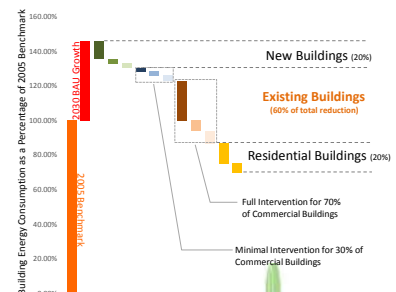 Building Energy Consumption as a Percentage of 2005 Benchmark
160.00%
140.00%
120.00%
100.00%
80.00%
60.00%
40.00%
20.00%
0.00%
2030 BAU Growth
2005 Benchmark
New Buildings (20%)
Existing Buildings
(60% of total reduction)
Residential Buildings (20%)
Full Intervention for 70%
of Commercial Buildings
Minimal Intervention for 30% of
Commercial Buildings